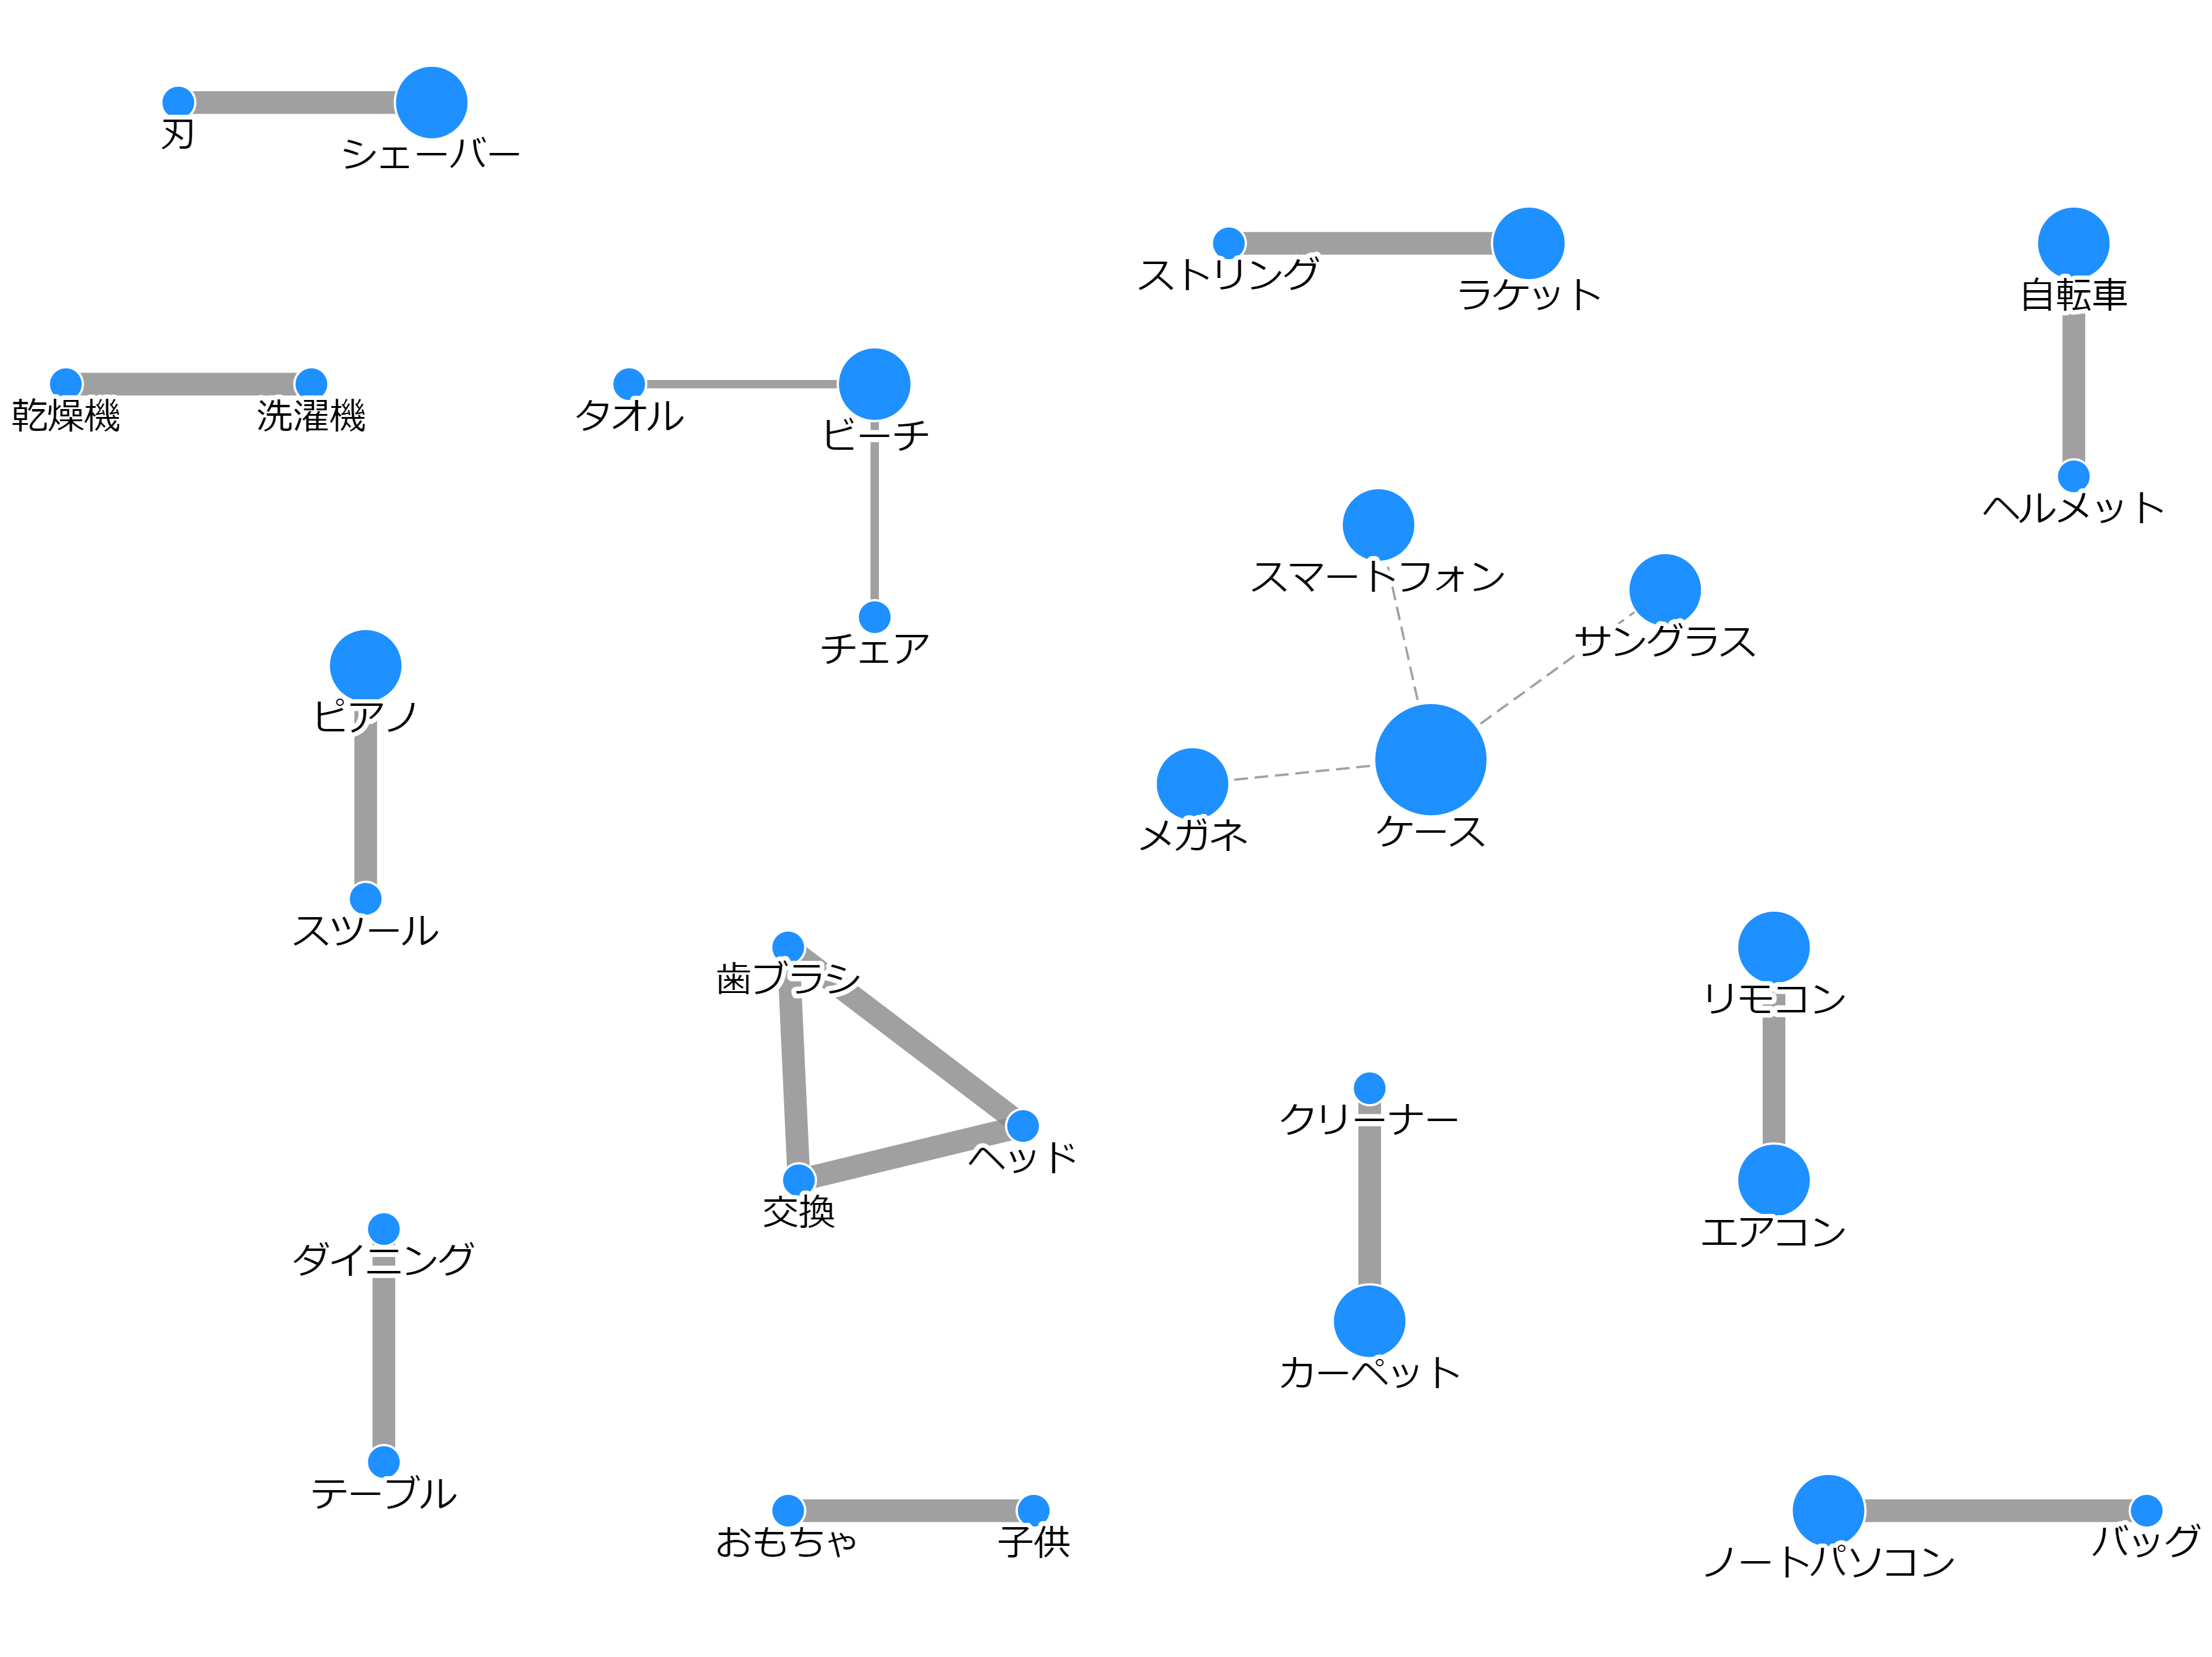 刃
シェーバー
ストリング
ラケット
自転車
乾燥機
洗濯機
タオル
ビーチ
ヘルメット
スマートフォン
サングラス
チェア
ピアノ
メガネ
ケース
スツール
歯ブラシ
リモコン
クリーナー
ヘッド
交換
エアコン
ダイニング
カーペット
テーブル
おもちゃ
子供
ノートパソコン
バッグ